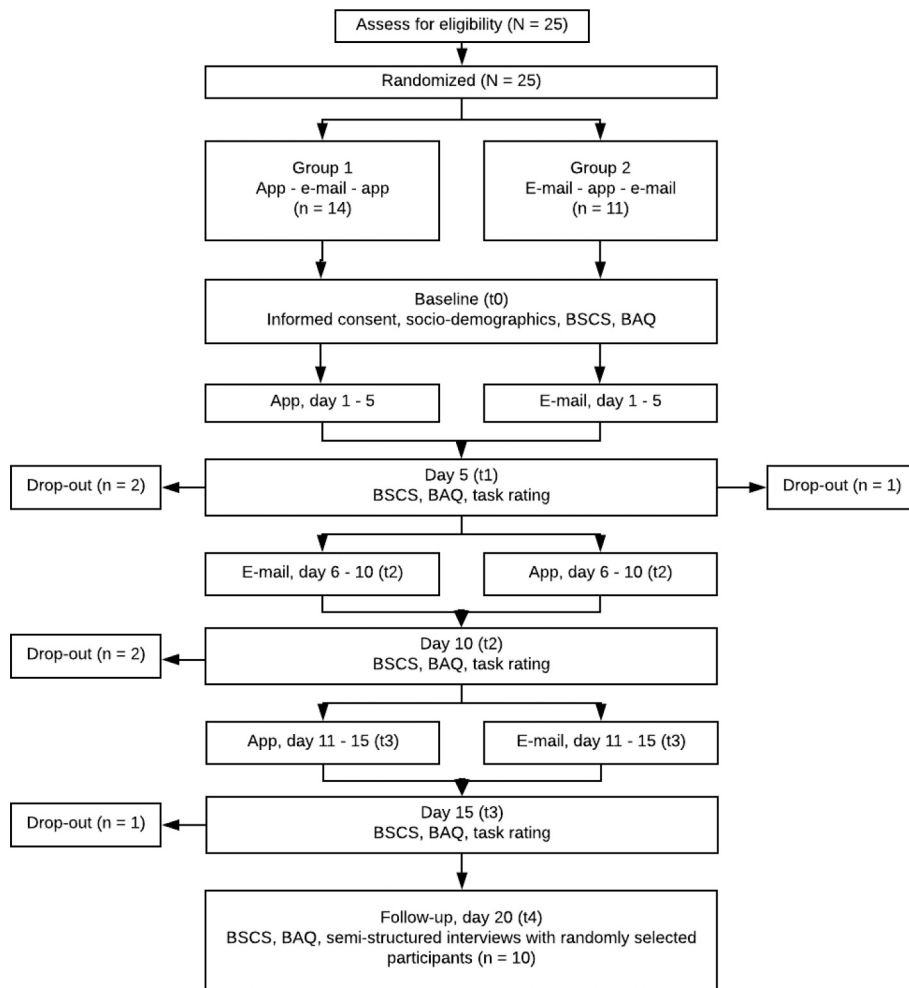 Assess for eligibility (N = 25)
Randomized (N = 25)
Group 1
App - e-mail - app
(n = 14)
Group 2
E-mail - app - e-mail
(n = 11)
Baseline (t0)
Informed consent, socio-demographics, BSCS, BAQ
App, day 1 - 5
E-mail, day 1 - 5
Drop-out (n = 2)
Day 5 (t1)
BSCS, BAQ, task rating
Drop-out (n = 1)
E-mail, day 6 - 10 (t2)
App, day 6 - 10 (t2)
Drop-out (n = 2)
Day 10 (t2)
BSCS, BAQ, task rating
App, day 11 - 15 (t3)
E-mail, day 11 - 15 (t3)
Drop-out (n = 1)
Day 15 (t3)
BSCS, BAQ, task rating
Follow-up, day 20 (t4)
BSCS, BAQ, semi-structured interviews with randomly selected
participants (n = 10)